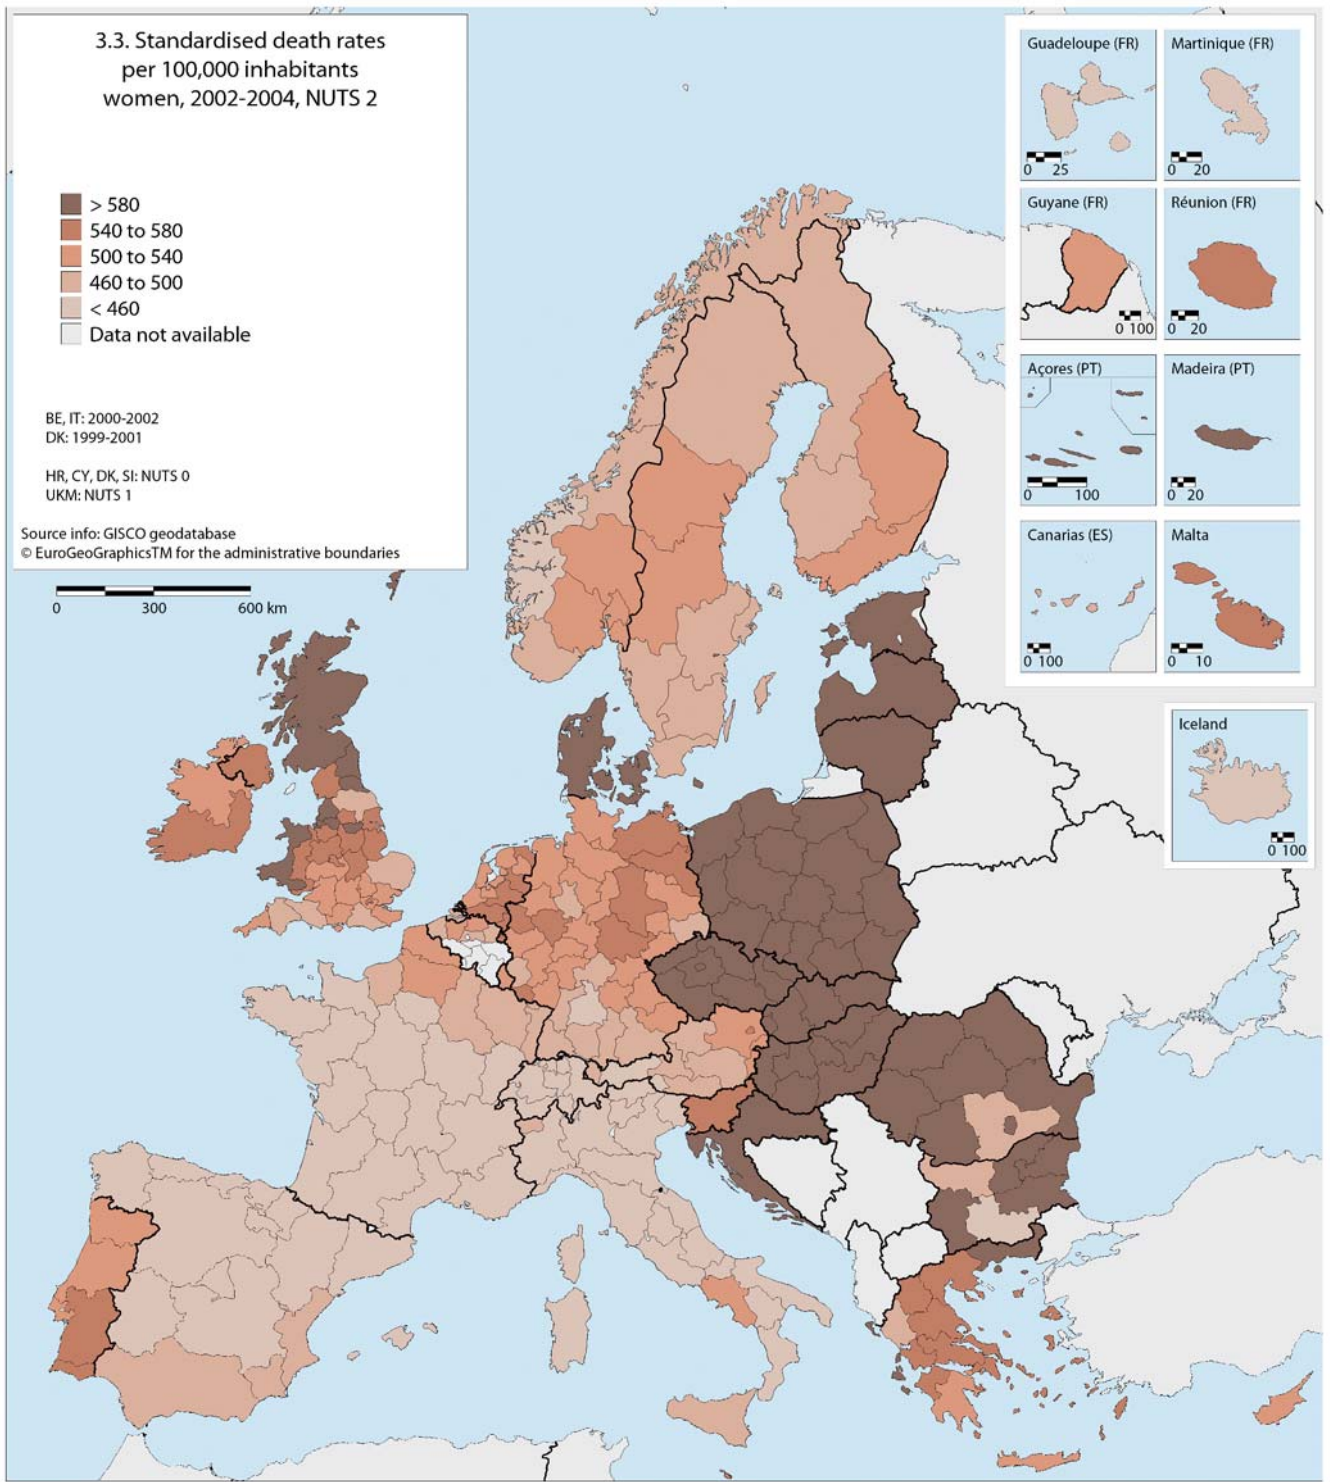 3.3. Standardised death rates
per 100,000 inhabitants
women, 2002-2004, NUTS 2
> 580
540 to 580
500 to 540
460 to 500
< 460
Data not available
BE, IT: 2000-2002
DK: 1999-2001
HR, CY, DK, SI: NUTS 0
UKM: NUTS 1
Source info: GISCO geodatabase
© EuroGeoGraphicsTM for the administrative boundaries
0 300 600 km
Guadeloupe (FR)
0 25
Martinique (FR)
0 20
Guyane (FR)
0 100
Réunion (FR)
0 20
Açores (PT)
0 100
Madeira (PT)
0 20
Canarias (ES)
0 100
Malta
0 10
Iceland
0 100